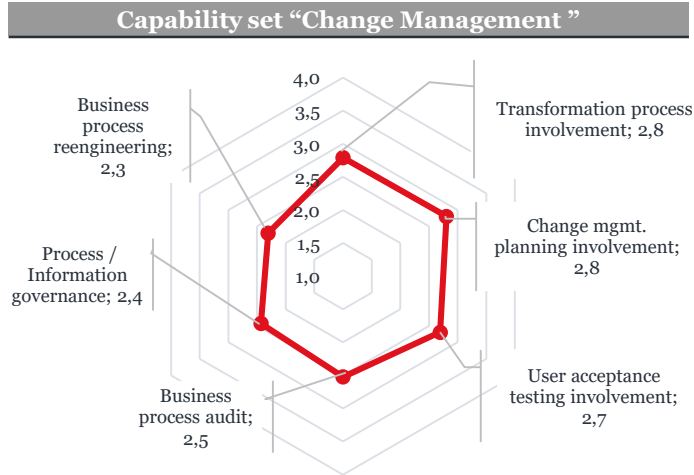 Capability set “Change Management ”
4,0
3,5
3,0
2,5
2,0
1,5
1,0
Transformation process
involvement; 2,8
Change mgmt.
planning involvement;
2,8
User acceptance
testing involvement;
2,7
Business
process audit;
2,5
Process /
Information
governance; 2,4
Business
process
reengineering;
2,3